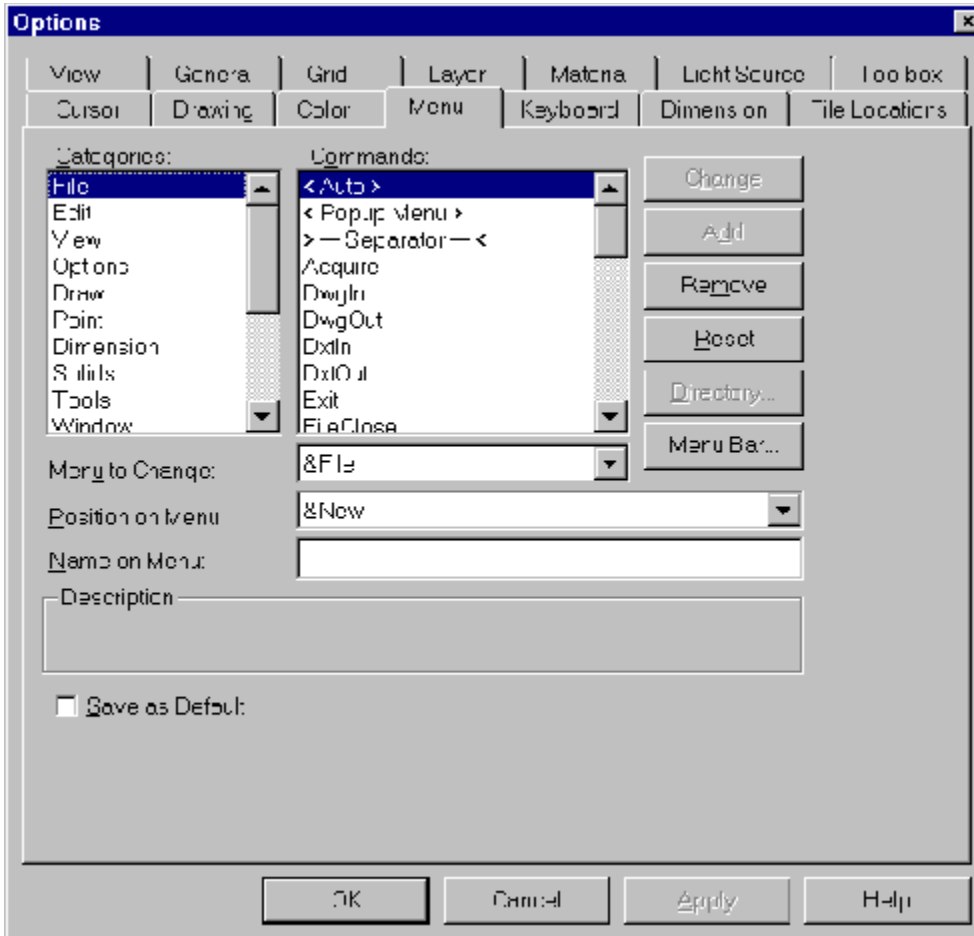 Options
View General Grid Layer Material Light Source Toolbox
Cursor Drawing Color Menu Keyboard Dimension File Locations
Categories:
File
Edit
View
Options
Draw
Point
Dimension
Solids
Tools
Window
Commands:
< Auto >
< Popup Menu >
>—Separator—<
Acquire
DwgIn
DwgOut
DxfIn
DxfOut
Exit
FileClose
Change
Add
Remove
Reset
Directory...
Menu Bar...
Menu to Change: &File
Position on Menu &New
Name on Menu:
Description
Save as Default
OK Cancel Apply Help